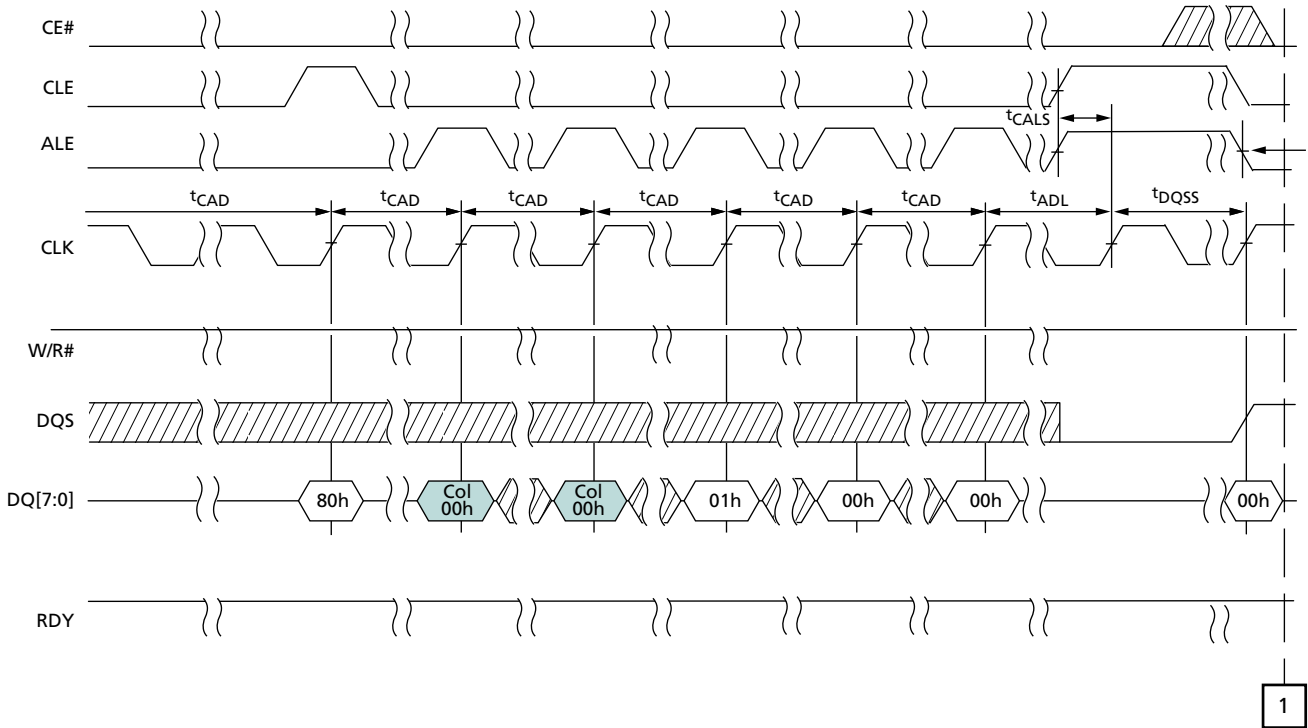 CE#
CLE
tCALS
ALE
tCAD tCAD tCAD tCAD tCAD tCAD tADL tDQSS
CLK
W/R#
DQS
DQ[7:0] 80h Col 00h Col 00h 01h 00h 00h 00h
RDY
1